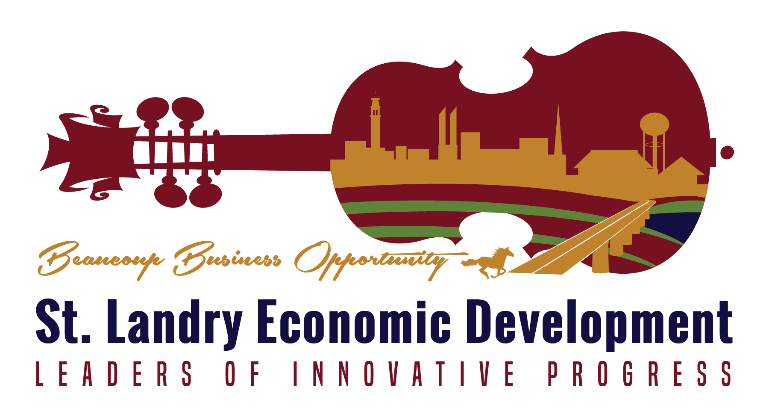 Beaucoup Business Opportunity
St. Landry Economic Development
LEADERS OF INNOVATIVE PROGRESS